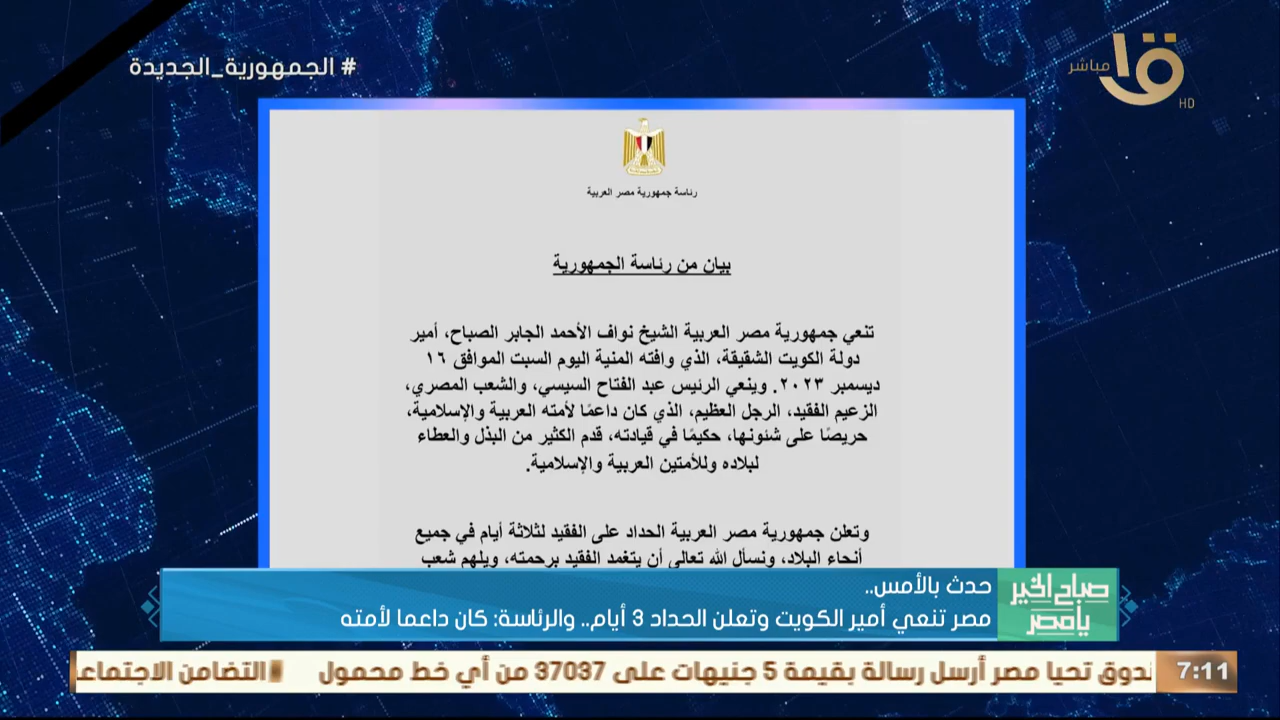 # الجمهورية_الجديدة
مباشر
HD
رئاسة جمهورية مصر العربية
بيان من رئاسة الجمهورية
تنعي جمهورية مصر العربية الشيخ نواف الأحمد الجابر الصباح، أمير
دولة الكويت الشقيقة، الذي وافته المنية اليوم السبت الموافق ١٦
ديسمبر ٢٠٢٣. وينعي الرئيس عبد الفتاح السيسي، والشعب المصري،
الزعيم الفقيد، الرجل العظيم، الذي كان داعمًا لأمته العربية والإسلامية،
حريصًا على شئونها، حكيمًا في قيادته، قدم الكثير من البذل والعطاء
لبلاده وللأمتين العربية والإسلامية.
وتعلن جمهورية مصر العربية الحداد على الفقيد لثلاثة أيام في جميع
أنحاء البلاد، ونسأل الله تعالى أن يتغمد الفقيد برحمته، ويلهم شعب
صباح الخير
يا مصر
حدث بالأمس..
مصر تنعي أمير الكويت وتعلن الحداد 3 أيام.. والرئاسة: كان داعما لأمته
7:11
ندوق تحيا مصر أرسل رسالة بقيمة 5 جنيهات على 37037 من أي خط محمول التضامن الاجتماع